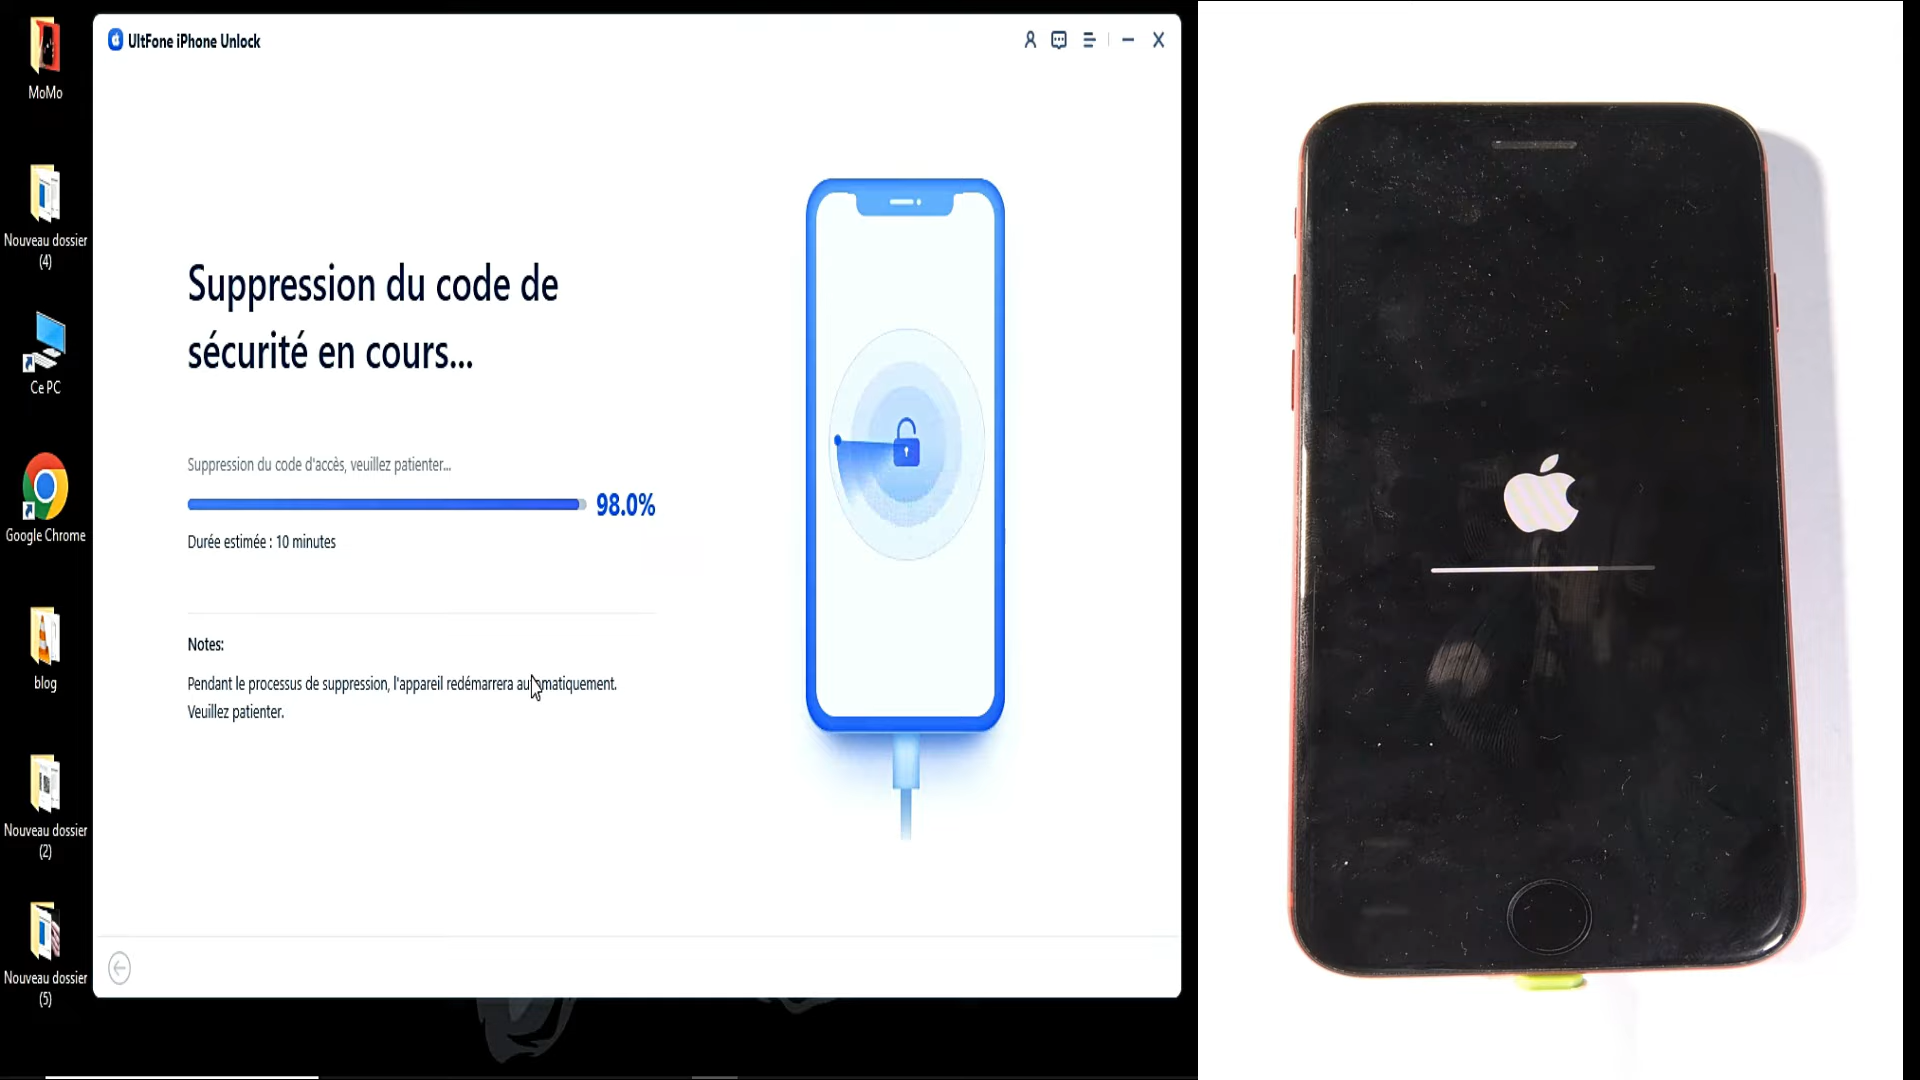 MoMo
Nouveau dossier
(4)
Ce PC
Google Chrome
blog
Nouveau dossier
(2)
Nouveau dossier
(5)
UltFone iPhone Unlock
Suppression du code de
sécurité en cours...
Suppression du code d'accès, veuillez patienter...
98.0%
Durée estimée : 10 minutes
Notes:
Pendant le processus de suppression, l'appareil redémarrera automatiquement.
Veuillez patienter.